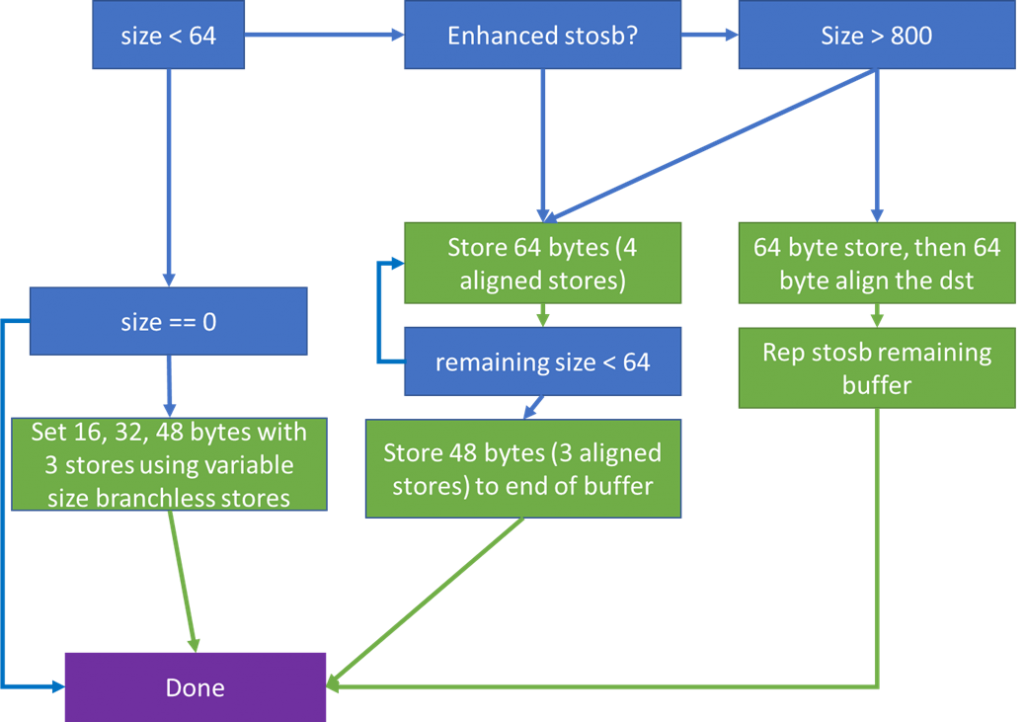 size < 64
Enhanced stosb?
Size > 800
Store 64 bytes (4
aligned stores)
64 byte store, then 64
byte align the dst
size == 0
remaining size < 64
Rep stosb remaining
buffer
Set 16, 32, 48 bytes with
3 stores using variable
size branchless stores
Store 48 bytes (3 aligned
stores) to end of buffer
Done